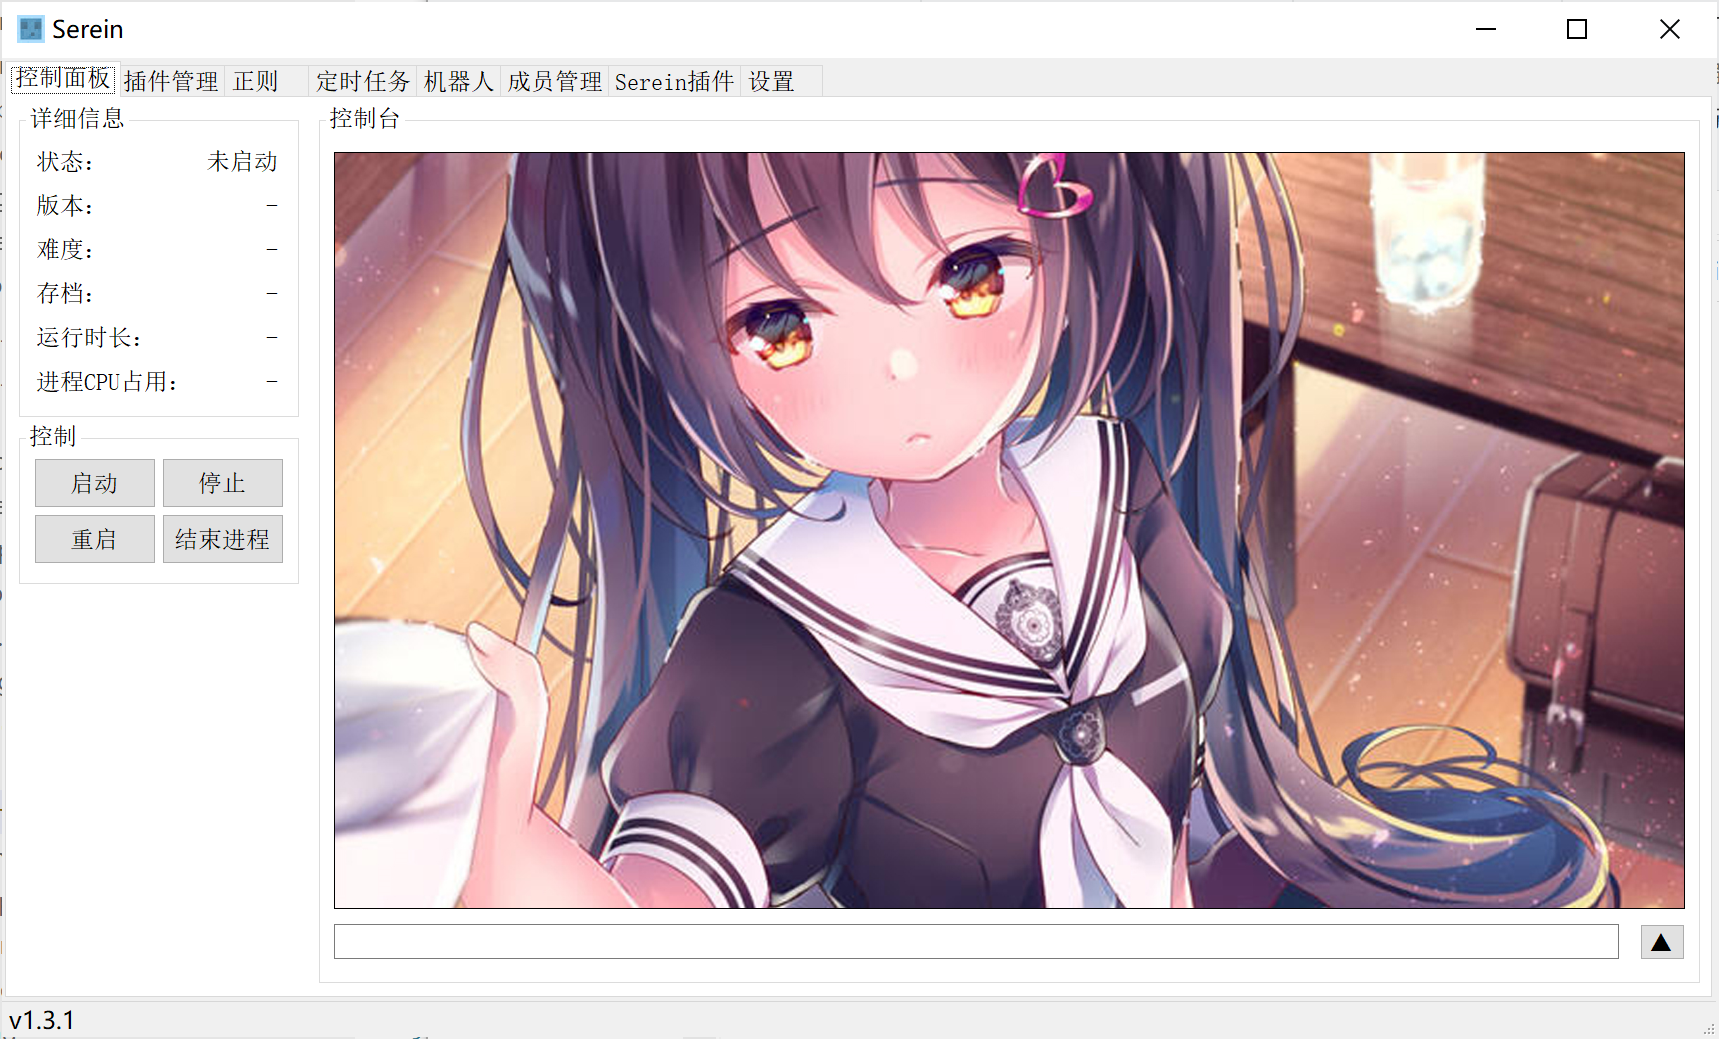 Serein
控制面板 插件管理 正则 定时任务 机器人 成员管理 Serein插件 设置
详细信息
状态： 未启动
版本： -
难度： -
存档： -
运行时长： -
进程CPU占用： -
控制
启动 停止
重启 结束进程
控制台
▲
v1.3.1